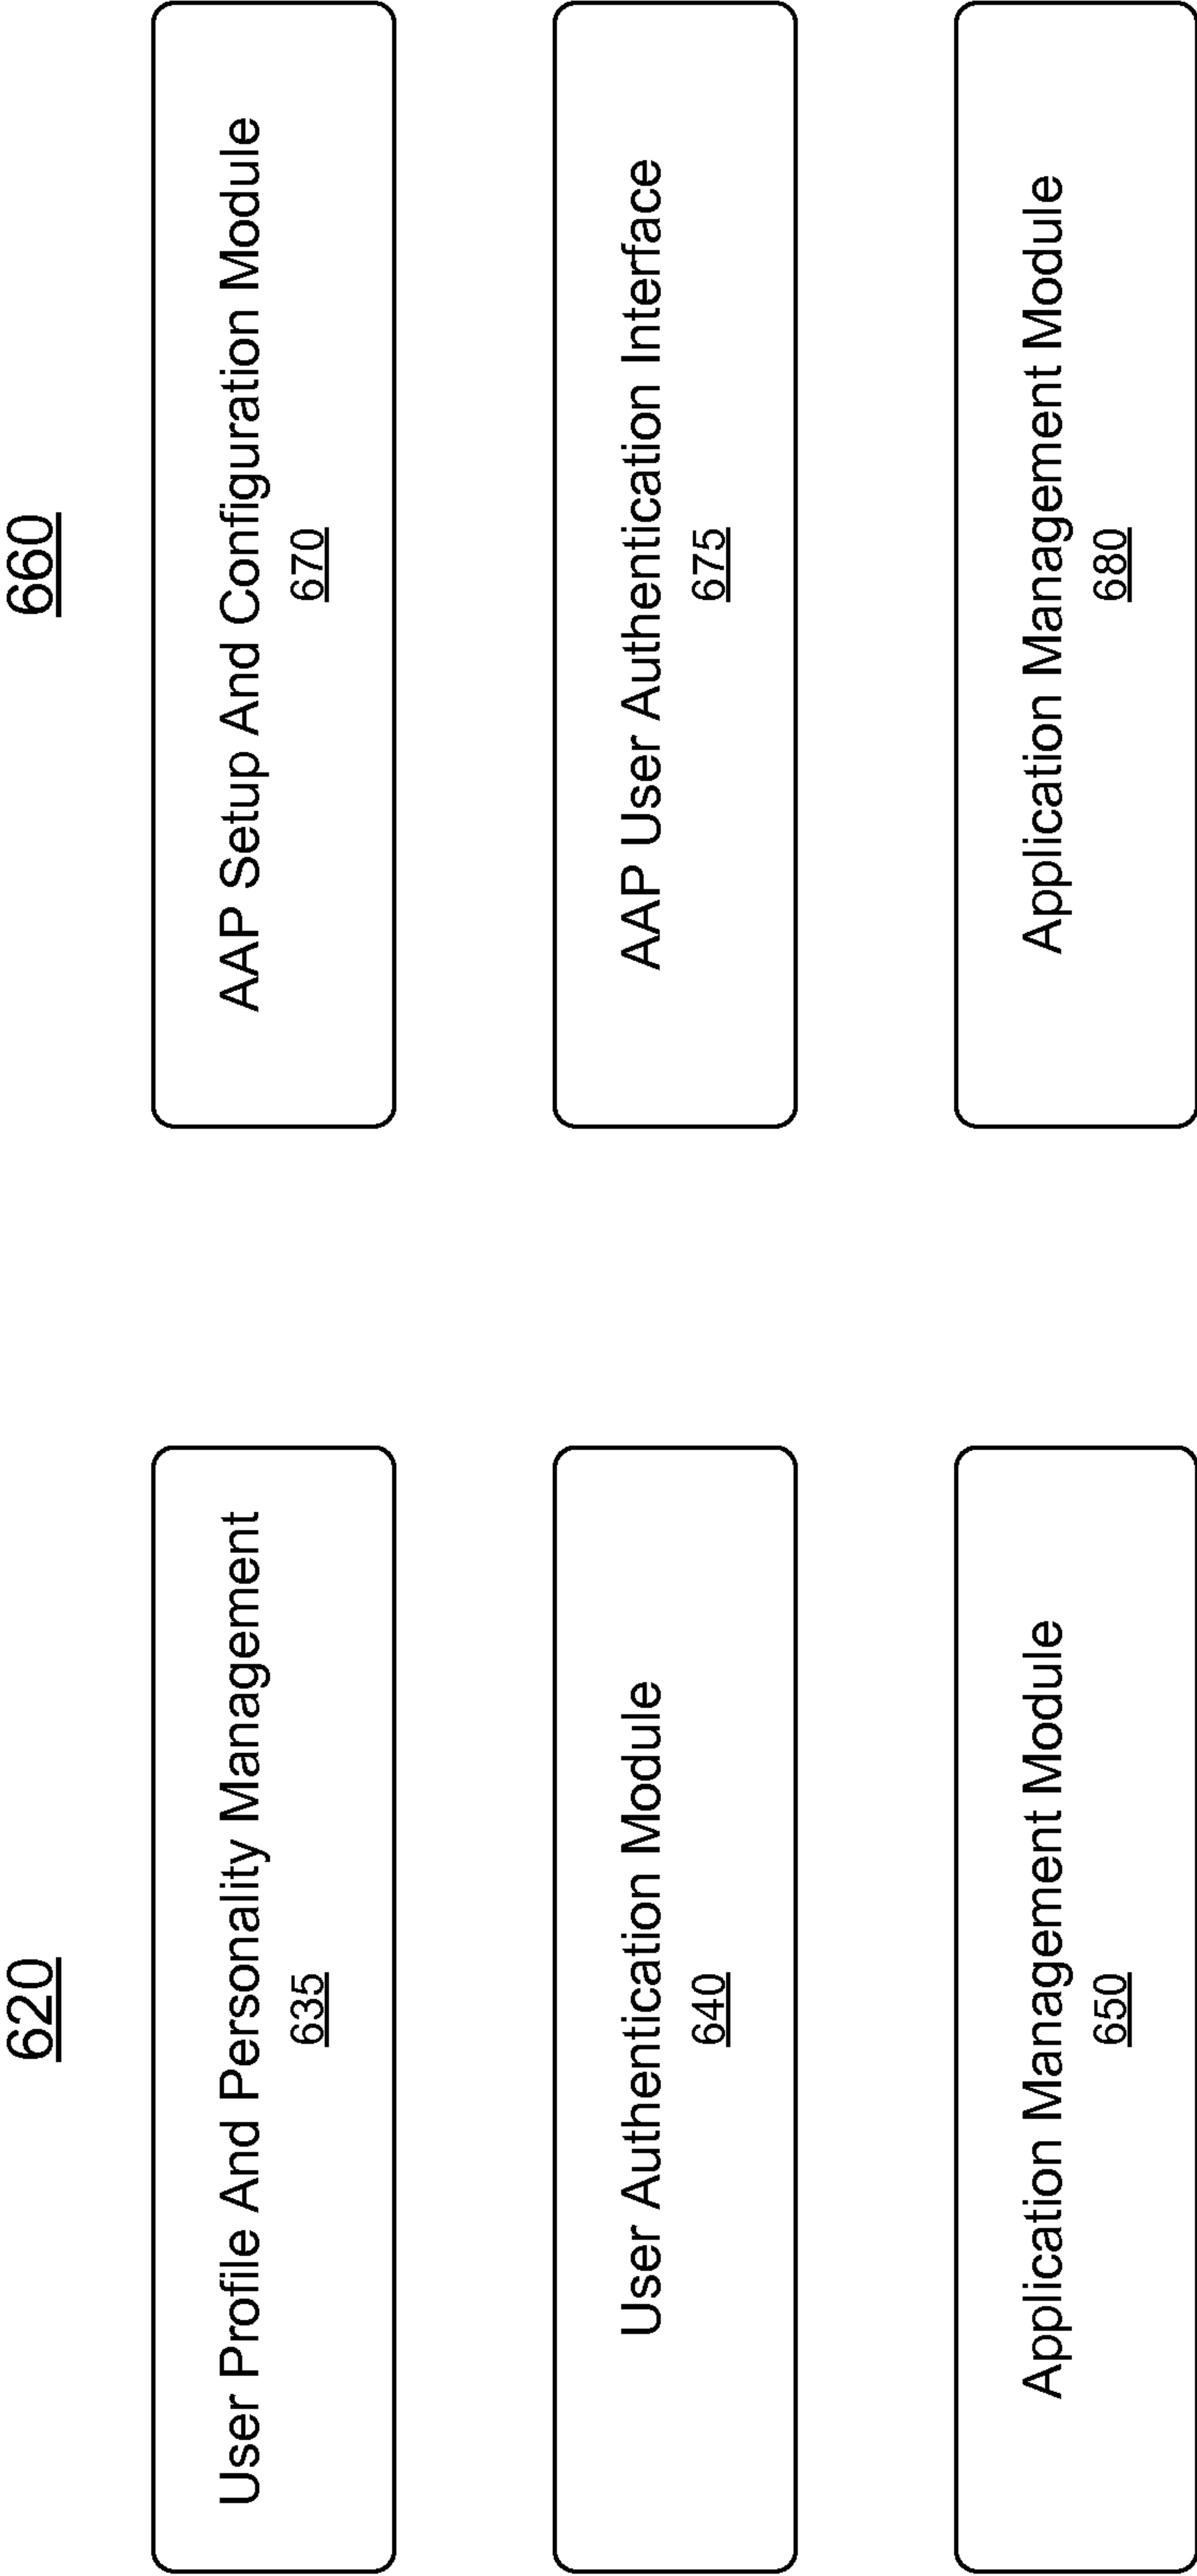 620
User Profile And Personality Management
635
User Authentication Module
640
Application Management Module
650
660
AAP Setup And Configuration Module
670
AAP User Authentication Interface
675
Application Management Module
680